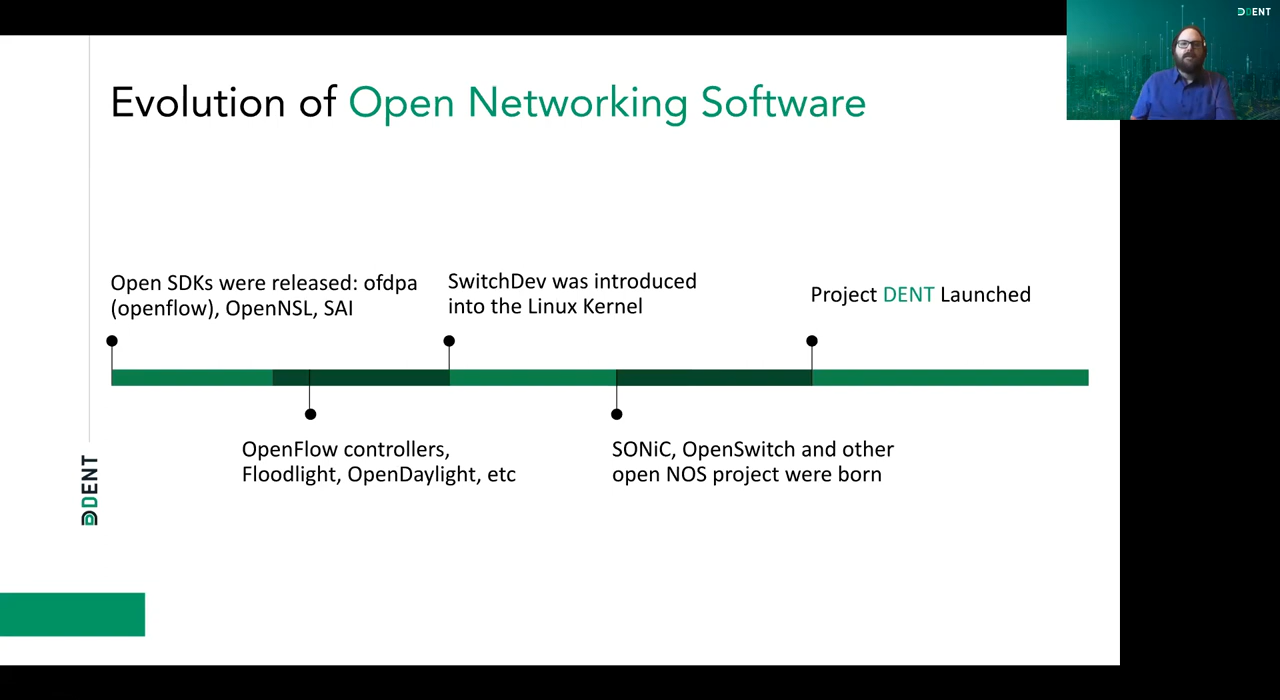 DENT
Evolution of Open Networking Software
Open SDKs were released: ofdpa
(openflow), OpenNSL, SAI
SwitchDev was introduced
into the Linux Kernel
Project DENT Launched
OpenFlow controllers,
Floodlight, OpenDaylight, etc
SONiC, OpenSwitch and other
open NOS project were born
DENT